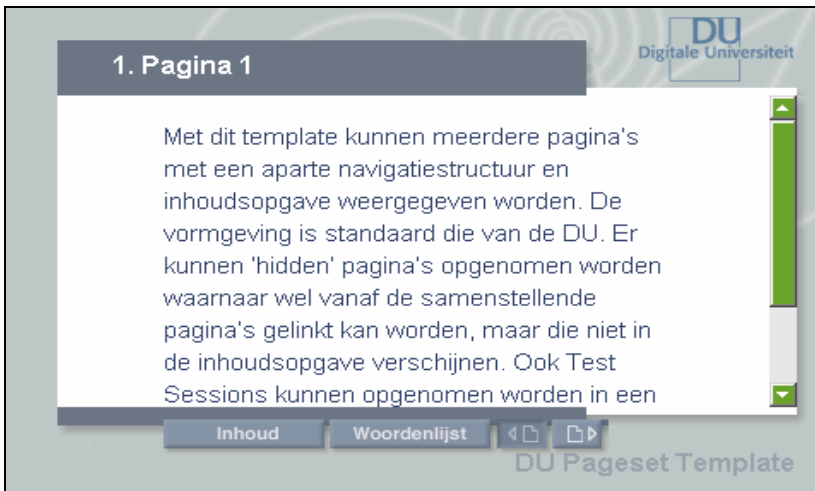 DU
Digitale Universiteit
1. Pagina 1
Met dit template kunnen meerdere pagina's
met een aparte navigatiestructuur en
inhoudsopgave weergegeven worden. De
vormgeving is standaard die van de DU. Er
kunnen 'hidden' pagina's opgenomen worden
waarnaar wel vanaf de samenstellende
pagina's gelinkt kan worden, maar die niet in
de inhoudsopgave verschijnen. Ook Test
Sessions kunnen opgenomen worden in een
Inhoud Woordenlijst
DU Pageset Template